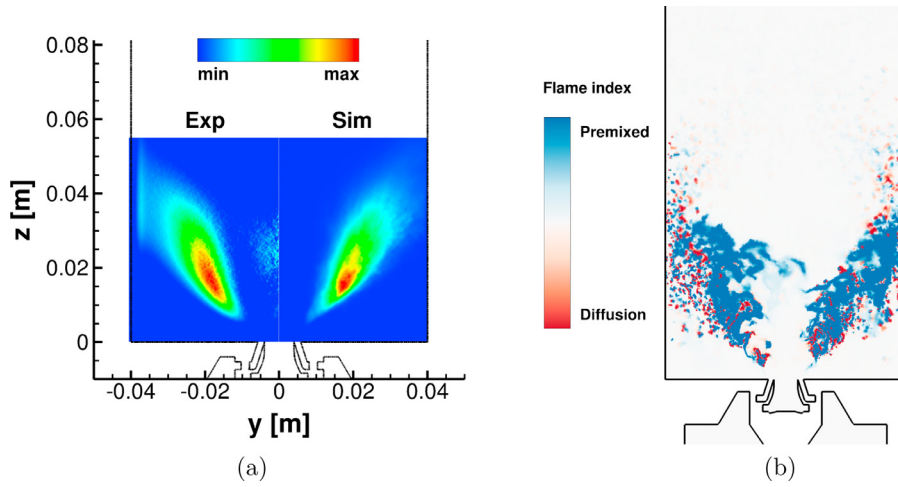 0.08
min
max
Exp
Sim
0.06
z [m]
0.04
0.02
0
-0.04
-0.02
0
0.02
0.04
y [m]
(a)
Flame index
Premixed
Diffusion
(b)